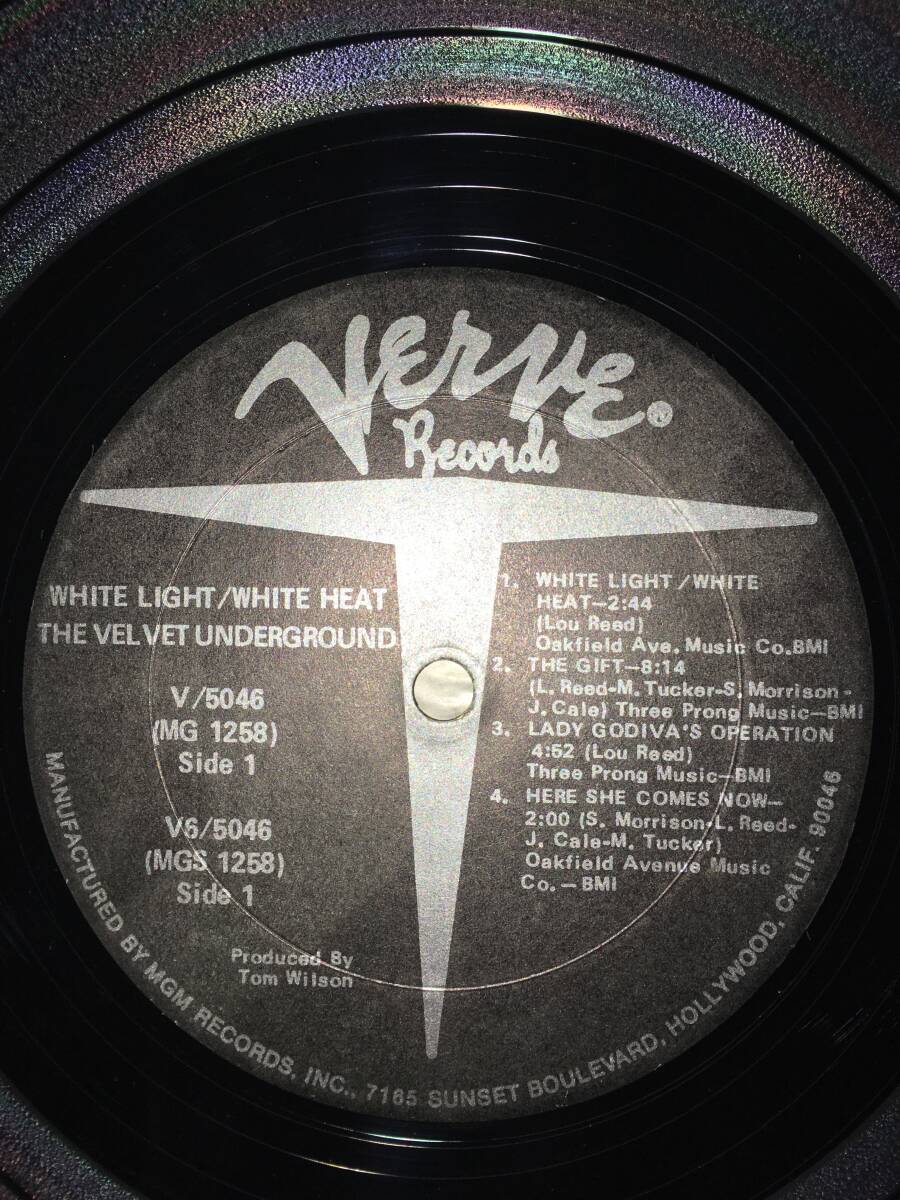 Verve
Records
WHITE LIGHT/WHITE HEAT
THE VELVET UNDERGROUND
V/5046
(MG 1258)
Side 1
V6/5046
(MGS 1258)
Side 1
Produced By
Tom Wilson
1. WHITE LIGHT/WHITE
HEAT—2:44
(Lou Reed)
Oakfield Ave. Music Co.BMI
2. THE GIFT—8:14
(L. Reed-M. Tucker-S. Morrison-
J. Cale) Three Prong Music—BMI
3. LADY GODIVA'S OPERATION
4:52 (Lou Reed)
Three Prong Music—BMI
4. HERE SHE COMES NOW—
2:00 (S. Morrison-L. Reed-
J. Cale-M. Tucker)
Oakfield Avenue Music
Co.—BMI
MANUFACTURED BY MGM RECORDS, INC., 7165 SUNSET BOULEVARD, HOLLYWOOD, CALIF. 90046